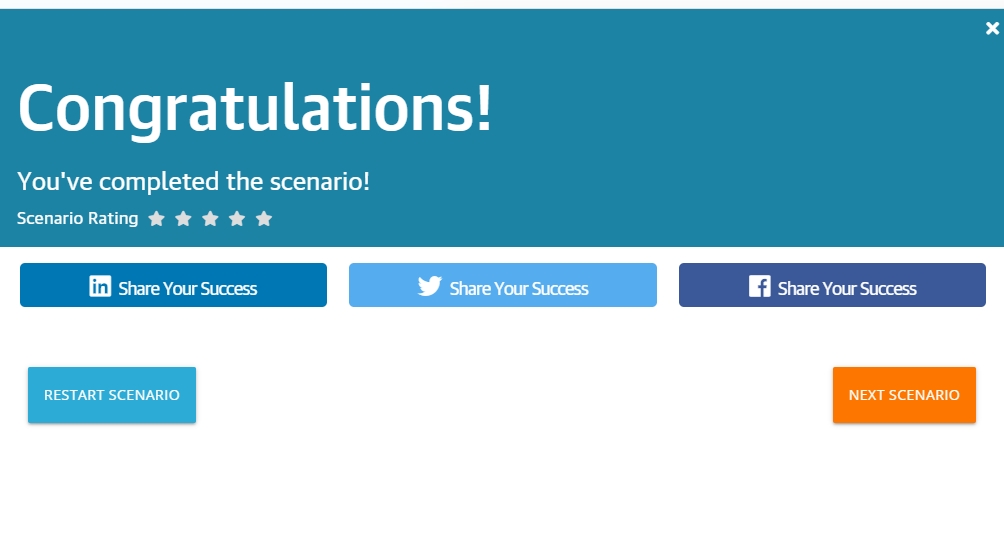 Congratulations!
You've completed the scenario!
Scenario Rating
Share Your Success
Share Your Success
Share Your Success
RESTART SCENARIO
NEXT SCENARIO